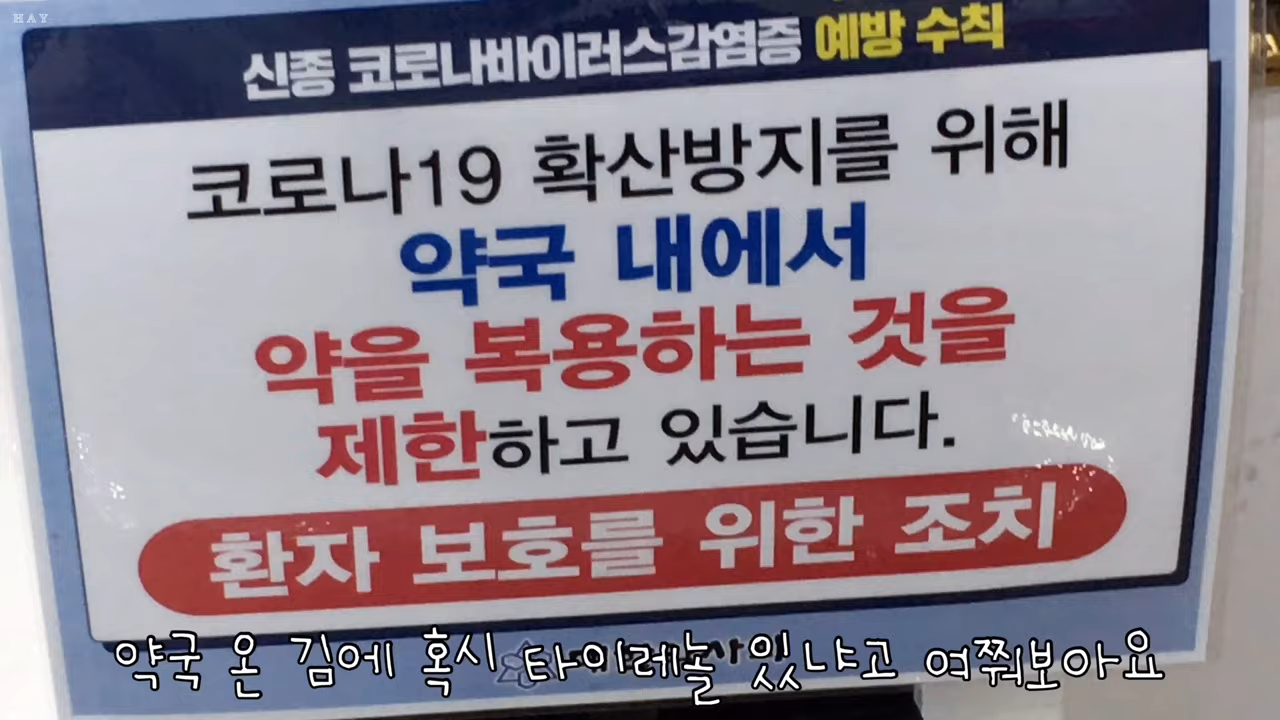 HAY
신종 코로나바이러스감염증 예방 수칙
코로나19 확산방지를 위해
약국 내에서
약을 복용하는 것을
제한하고 있습니다.
환자 보호를 위한 조치
약국 온 김에 혹시 타이레놀 있냐고 여쭤보아요